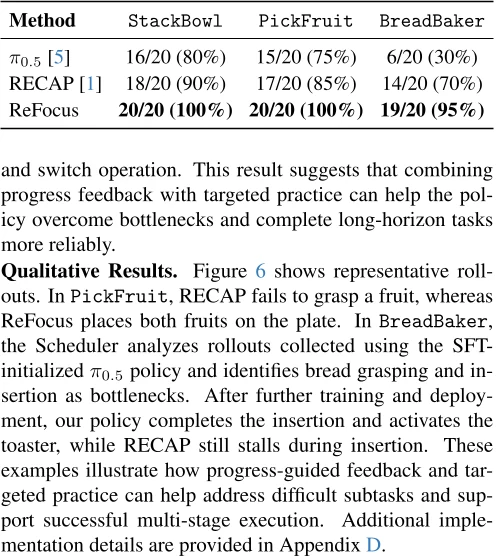 Method StackBowl PickFruit BreadBaker
π0.5 [5] 16/20 (80%) 15/20 (75%) 6/20 (30%)
RECAP [1] 18/20 (90%) 17/20 (85%) 14/20 (70%)
ReFocus 20/20 (100%) 20/20 (100%) 19/20 (95%)
and switch operation. This result suggests that combining
progress feedback with targeted practice can help the pol-
icy overcome bottlenecks and complete long-horizon tasks
more reliably.
Qualitative Results. Figure 6 shows representative roll-
outs. In PickFruit, RECAP fails to grasp a fruit, whereas
ReFocus places both fruits on the plate. In BreadBaker,
the Scheduler analyzes rollouts collected using the SFT-
initialized π0.5 policy and identifies bread grasping and in-
sertion as bottlenecks. After further training and deploy-
ment, our policy completes the insertion and activates the
toaster, while RECAP still stalls during insertion. These
examples illustrate how progress-guided feedback and tar-
geted practice can help address difficult subtasks and sup-
port successful multi-stage execution. Additional imple-
mentation details are provided in Appendix D.